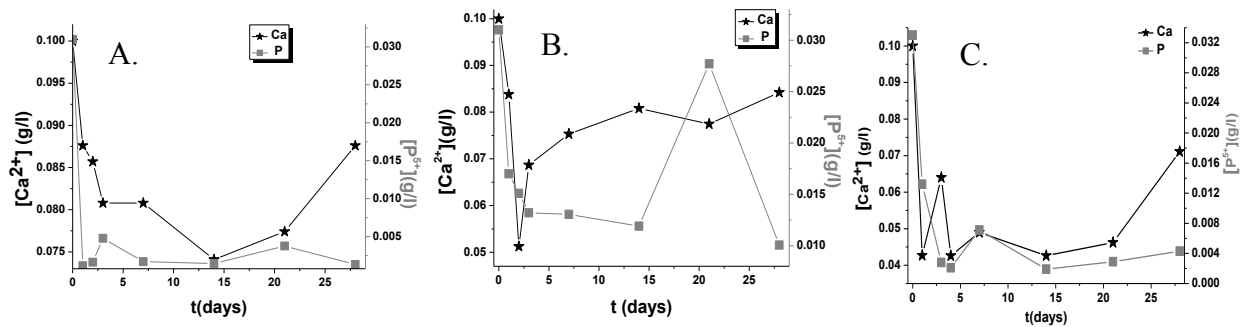 A.
Ca
P
[Ca2+] (g/l)
0.100
0.095
0.090
0.085
0.080
0.075
[P5+](g/l)
0.030
0.025
0.020
0.015
0.010
0.005
0 5 10 15 20 25
t(days)
B.
Ca
P
[Ca2+](g/l)
0.10
0.09
0.08
0.07
0.06
0.05
[P5+](g/l)
0.030
0.025
0.020
0.015
0.010
0 5 10 15 20 25
t (days)
C.
Ca
P
[Ca2+] (g/l)
0.10
0.09
0.08
0.07
0.06
0.05
0.04
[P5+](g/l)
0.032
0.028
0.024
0.020
0.016
0.012
0.008
0.004
0.000
0 5 10 15 20 25
t(days)